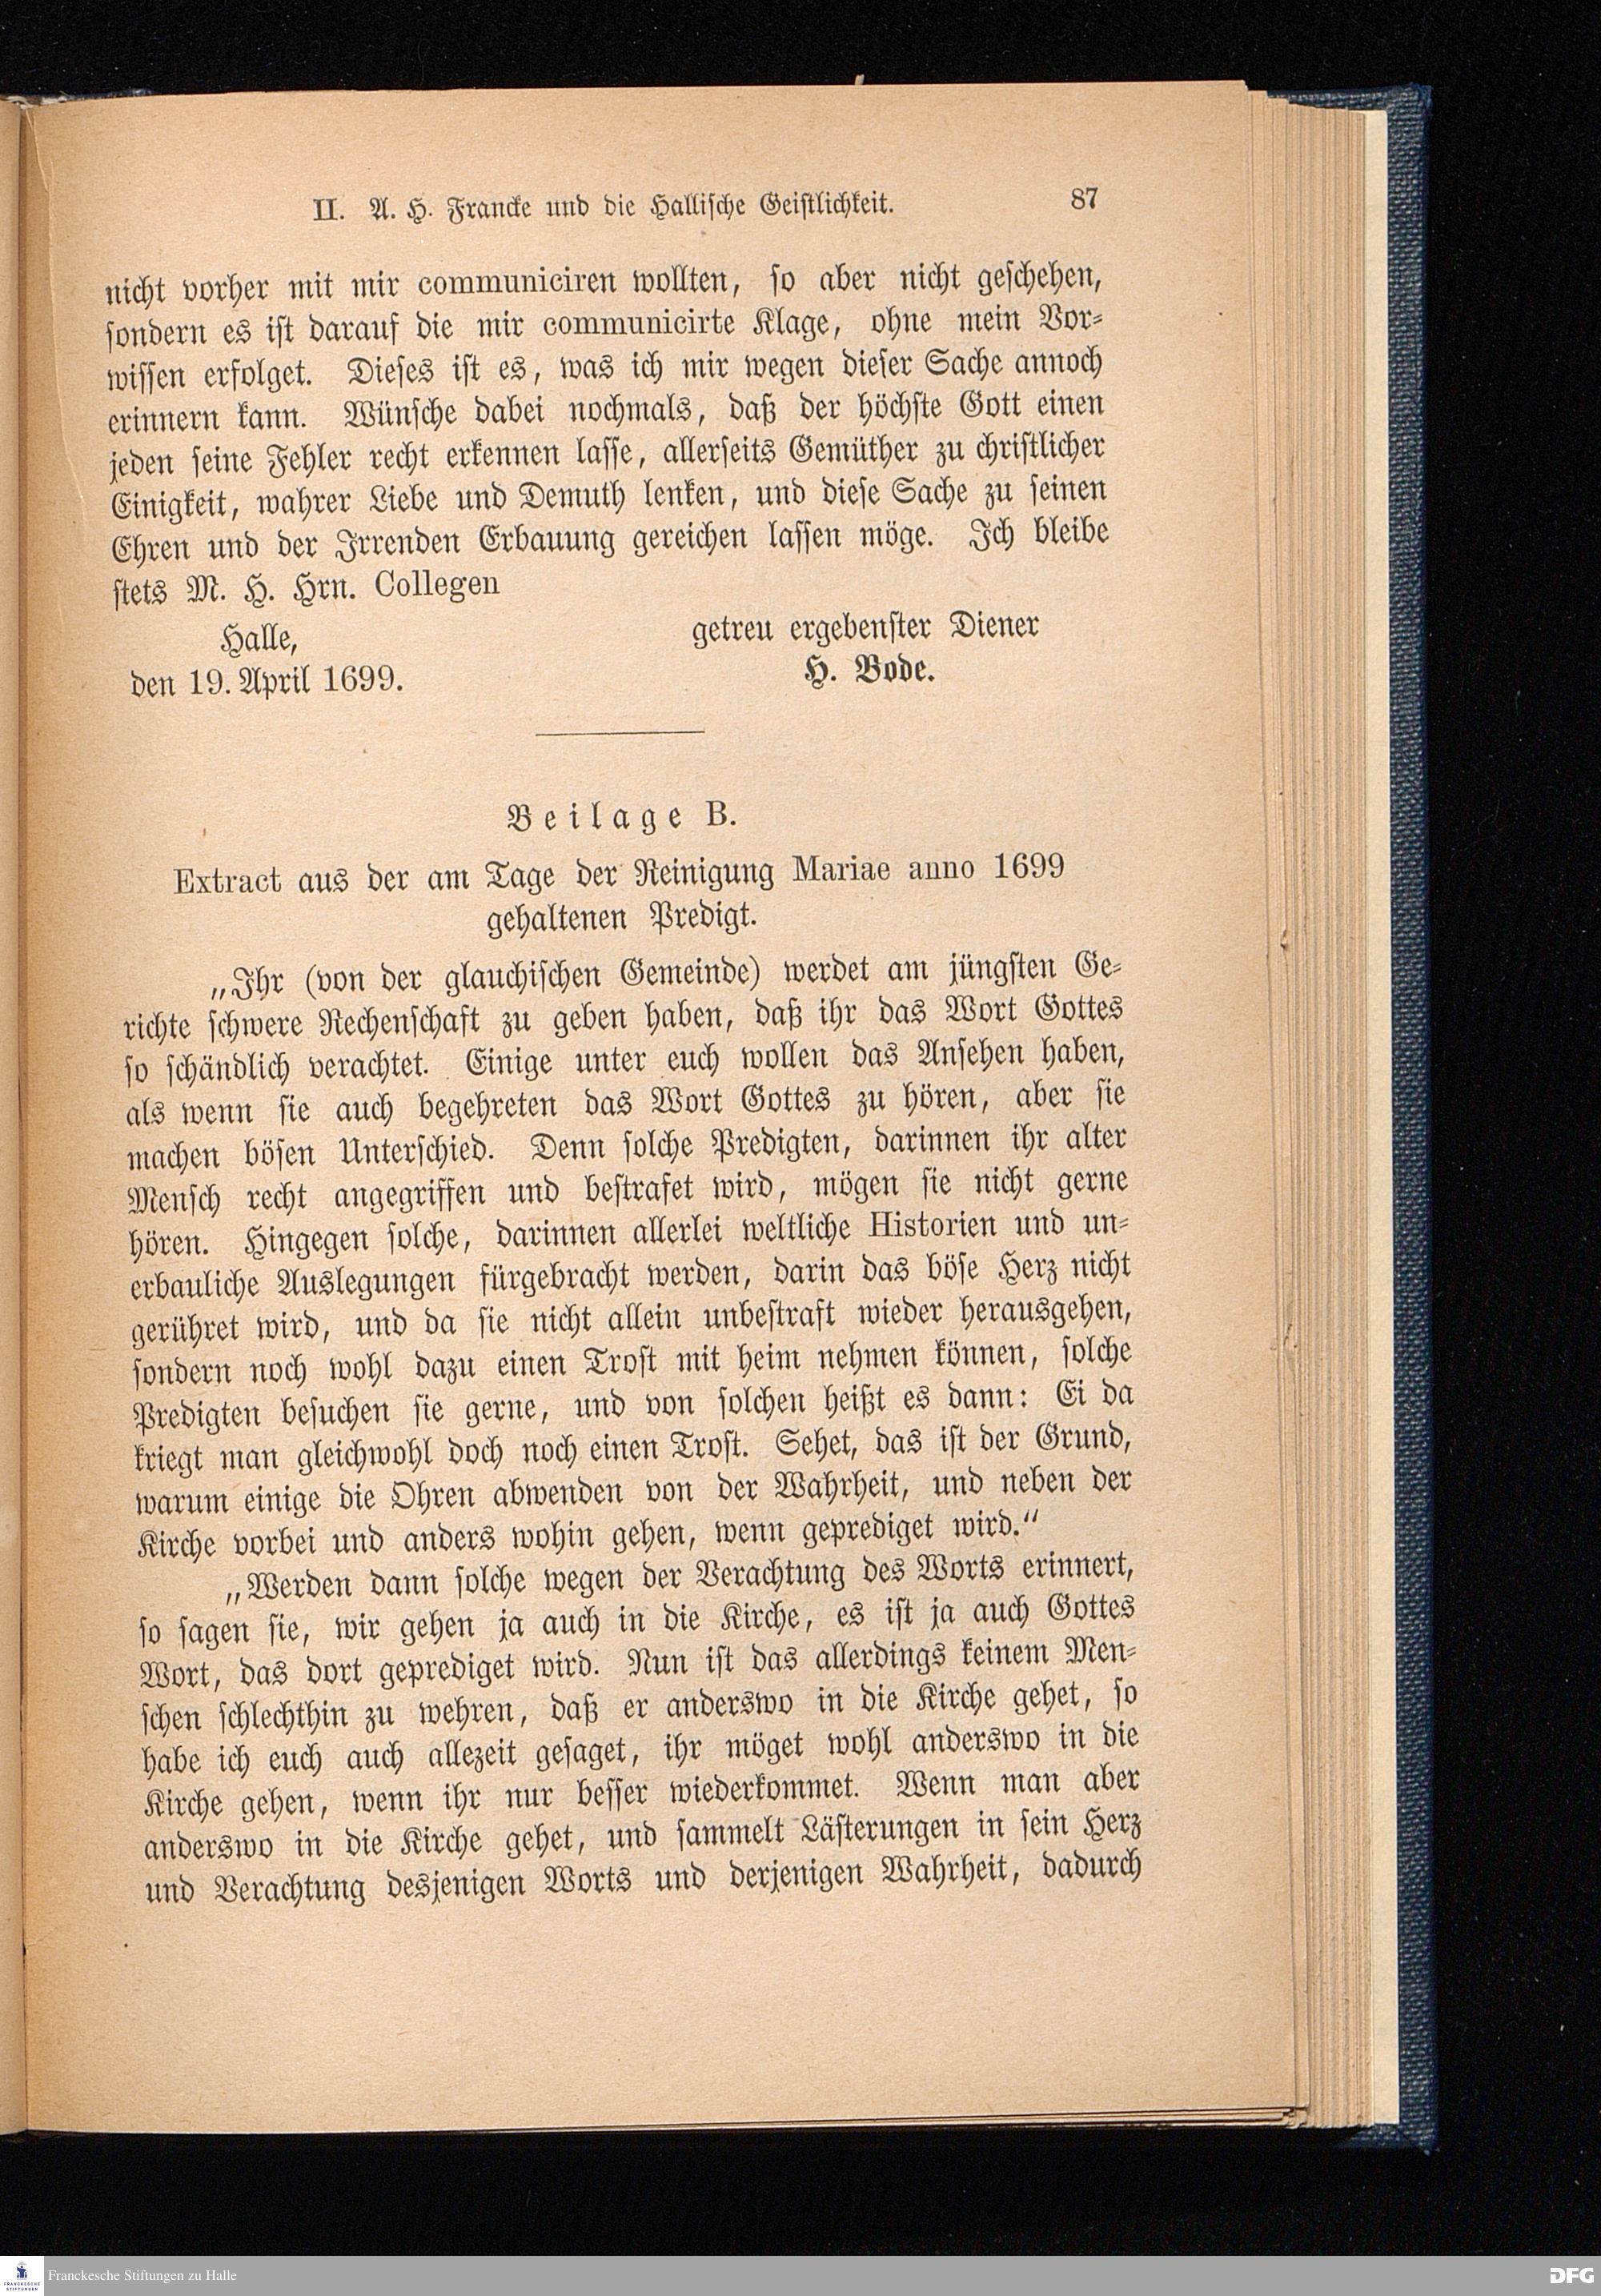 II. A. H. Francke und die Hallische Geistlichkeit. 87
nicht vorher mit mir communiciren wollten, so aber nicht geschehen,
sondern es ist darauf die mir communicirte Klage, ohne mein Vor-
wissen erfolget. Dieses ist es, was ich mir wegen dieser Sache annoch
erinnern kann. Wünsche dabei nochmals, daß der höchste Gott einen
jeden seine Fehler recht erkennen lasse, allerseits Gemüther zu christlicher
Einigkeit, wahrer Liebe und Demuth lenken, und diese Sache zu seinen
Ehren und der Irrenden Erbauung gereichen lassen möge. Ich bleibe
stets M. H. Hrn. Collegen
getreu ergebenster Diener
Halle,
H. Bode.
den 19. April 1699.
Beilage B.
Extract aus der am Tage der Reinigung Mariae anno 1699
gehaltenen Predigt.
„Ihr (von der glauchischen Gemeinde) werdet am jüngsten Ge-
richte schwere Rechenschaft zu geben haben, daß ihr das Wort Gottes
so schändlich verachtet. Einige unter euch wollen das Ansehen haben,
als wenn sie auch begehreten das Wort Gottes zu hören, aber sie
machen bösen Unterschied. Denn solche Predigten, darinnen ihr alter
Mensch recht angegriffen und bestrafet wird, mögen sie nicht gerne
hören. Hingegen solche, darinnen allerlei weltliche Historien und un-
erbauliche Auslegungen fürgebracht werden, darin das böse Herz nicht
gerühret wird, und da sie nicht allein unbestraft wieder herausgehen,
sondern noch wohl dazu einen Trost mit heim nehmen können, solche
Predigten besuchen sie gerne, und von solchen heißt es dann: Ei da
kriegt man gleichwohl doch noch einen Trost. Sehet, das ist der Grund,
warum einige die Ohren abwenden von der Wahrheit, und neben der
Kirche vorbei und anders wohin gehen, wenn geprediget wird.“
„Werden dann solche wegen der Verachtung des Worts erinnert,
so sagen sie, wir gehen ja auch in die Kirche, es ist ja auch Gottes
Wort, das dort geprediget wird. Nun ist das allerdings keinem Men-
schen schlechthin zu wehren, daß er anderswo in die Kirche gehet, so
habe ich euch auch allezeit gesaget, ihr möget wohl anderswo in die
Kirche gehen, wenn ihr nur besser wiederkommet. Wenn man aber
anderswo in die Kirche gehet, und sammelt Lästerungen in sein Herz
und Verachtung desjenigen Worts und derjenigen Wahrheit, dadurch
FRANCKESCHE
STIFTUNGEN
Franckesche Stiftungen zu Halle
DFG